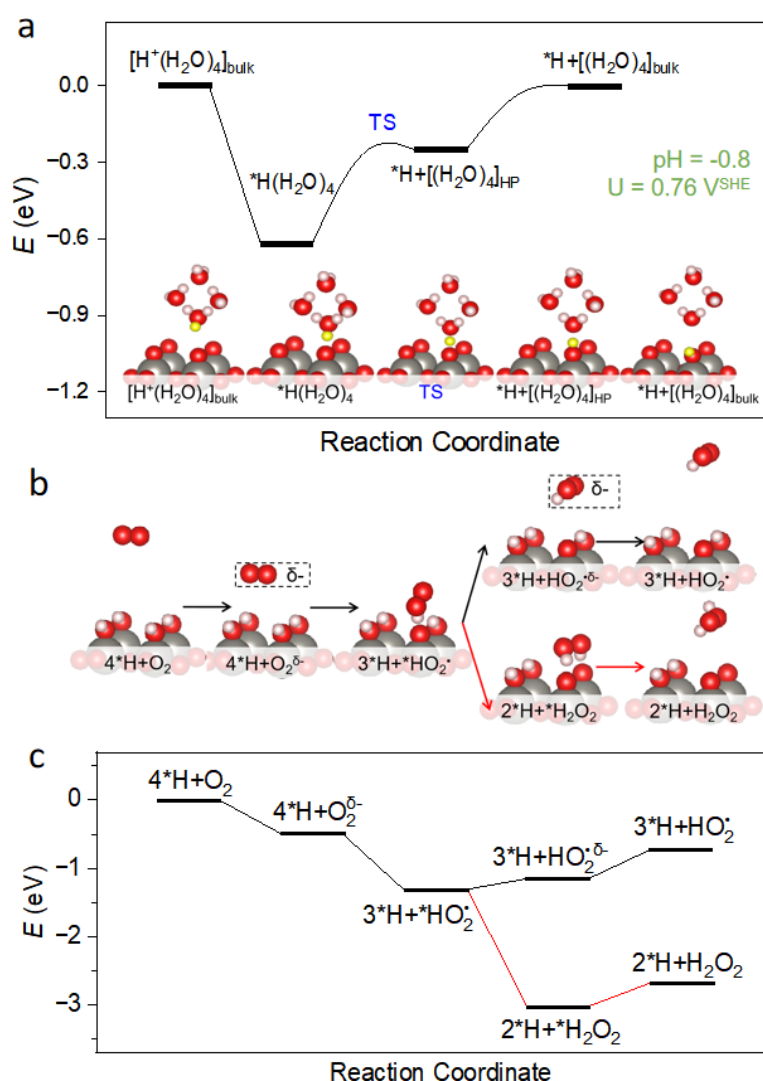 a
[H⁺(H₂O)₄]bulk
*H+[(H₂O)₄]bulk
TS
*H(H₂O)₄
*H+[(H₂O)₄]HP
pH = -0.8
U = 0.76 V^SHE
E (eV)
0.0
−0.3
−0.6
−0.9
−1.2
[H⁺(H₂O)₄]bulk
*H(H₂O)₄
TS
*H+[(H₂O)₄]HP
*H+[(H₂O)₄]bulk
Reaction Coordinate
b
δ-
δ-
4*H+O₂
4*H+O₂^δ-
3*H+*HO₂•
3*H+HO₂•^δ-
3*H+HO₂•
2*H+*H₂O₂
2*H+H₂O₂
c
4*H+O₂
4*H+O₂^δ-
3*H+*HO₂•
3*H+HO₂•^δ-
3*H+HO₂•
2*H+*H₂O₂
2*H+H₂O₂
E (eV)
0
−1
−2
−3
Reaction Coordinate